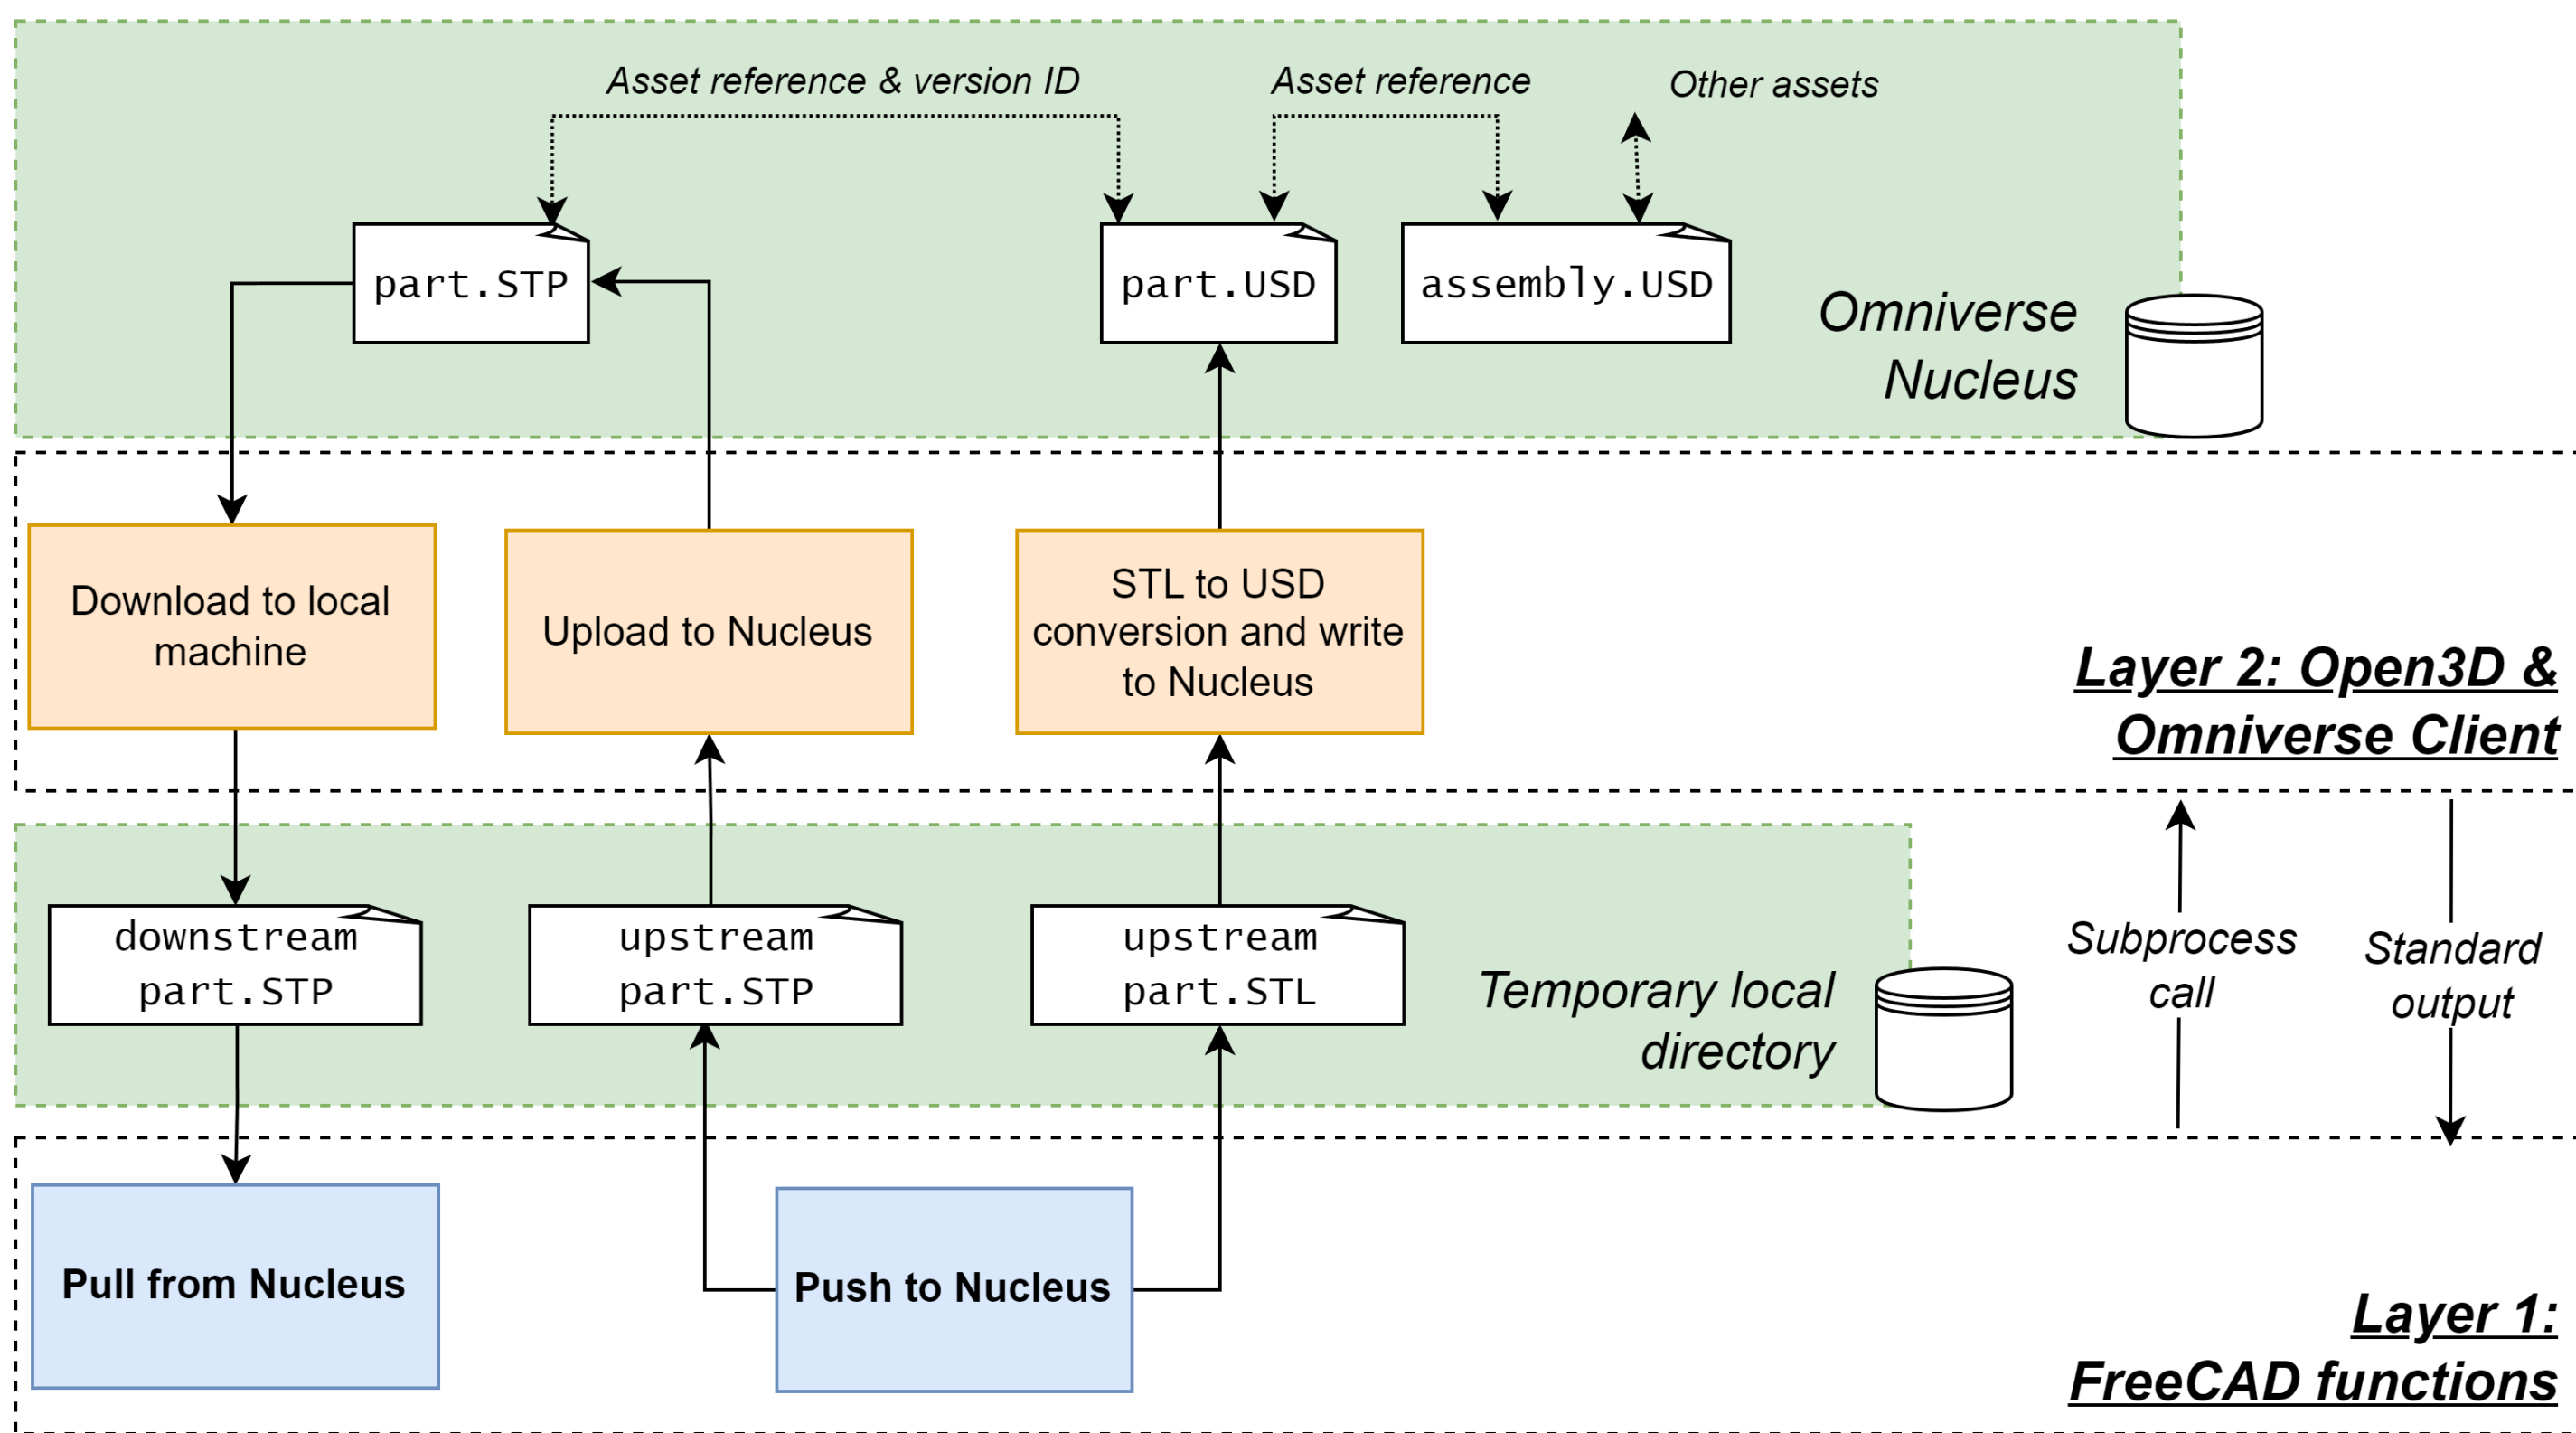 Asset reference & version ID
Asset reference
Other assets
part.STP
part.USD
assembly.USD
Omniverse
Nucleus
Download to local
machine
Upload to Nucleus
STL to USD
conversion and write
to Nucleus
Layer 2: Open3D &
Omniverse Client
downstream
part.STP
upstream
part.STP
upstream
part.STL
Temporary local
directory
Subprocess
call
Standard
output
Pull from Nucleus
Push to Nucleus
Layer 1:
FreeCAD functions